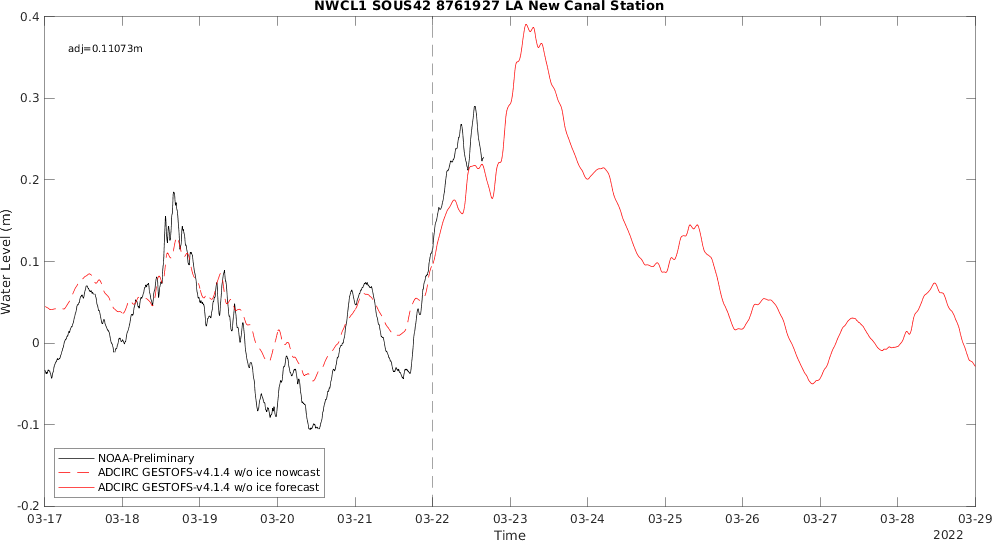 NWCL1 SOUS42 8761927 LA New Canal Station
adj=0.11073m
Water Level (m)
0.4
0.3
0.2
0.1
0
-0.1
-0.2
NOAA-Preliminary
ADCIRC GESTOFS-v4.1.4 w/o ice nowcast
ADCIRC GESTOFS-v4.1.4 w/o ice forecast
03-17 03-18 03-19 03-20 03-21 03-22 03-23 03-24 03-25 03-26 03-27 03-28 03-29
Time
2022